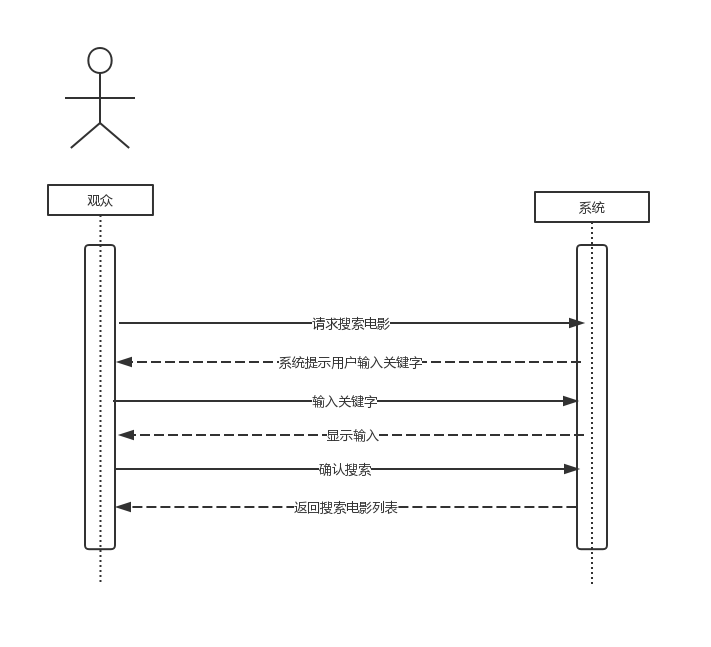 观众
系统
请求搜索电影
系统提示用户输入关键字
输入关键字
显示输入
确认搜索
返回搜索电影列表